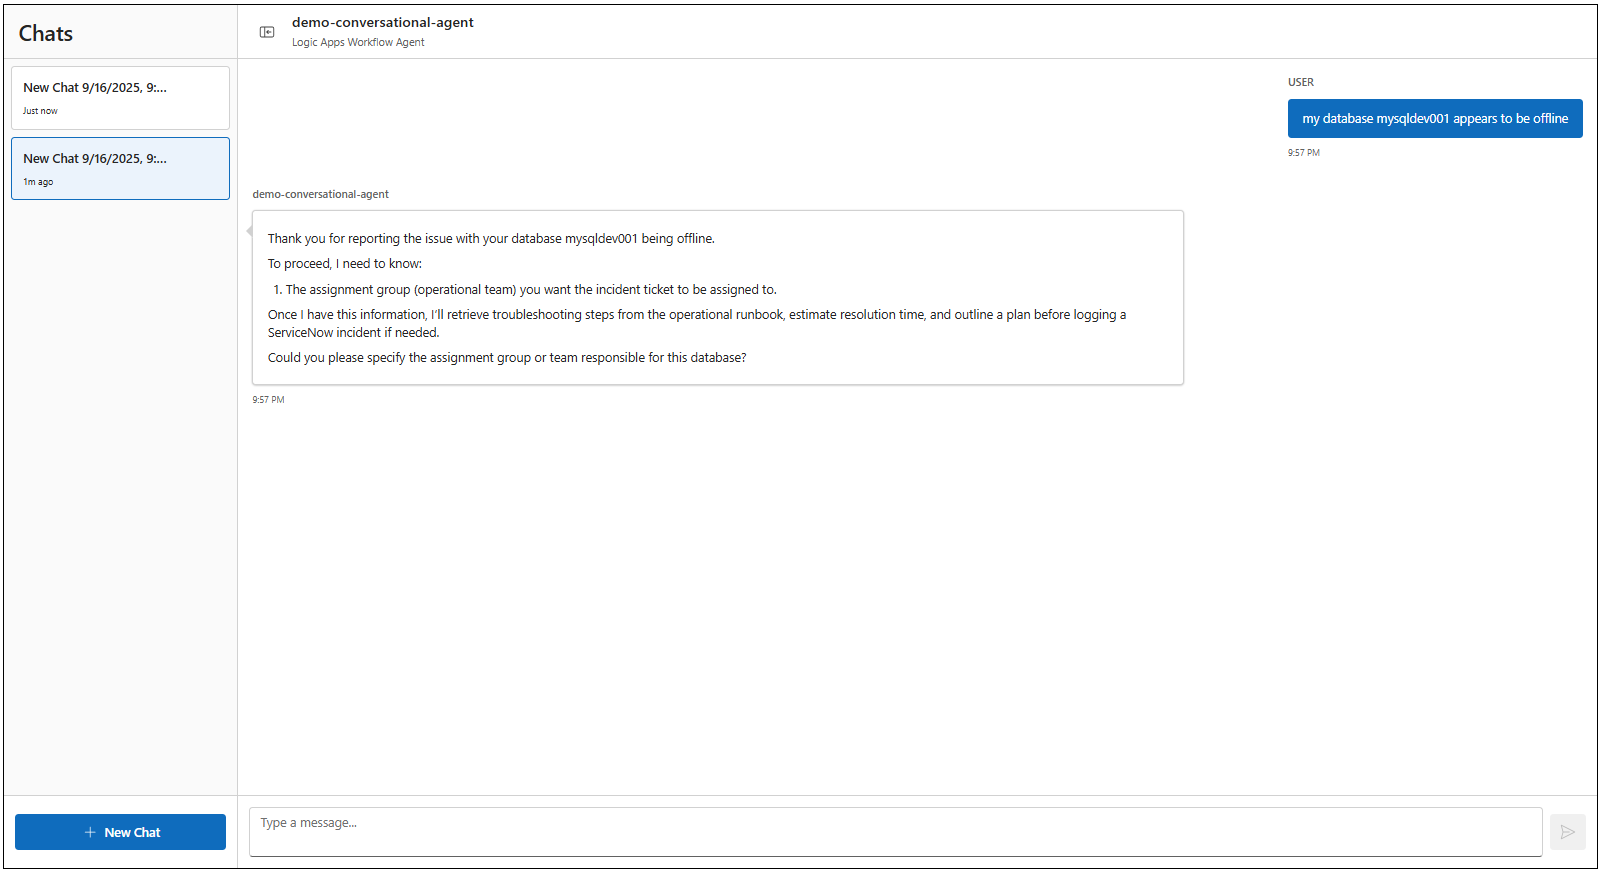 Chats
New Chat 9/16/2025, 9:...
Just now
New Chat 9/16/2025, 9:...
1m ago
New Chat
demo-conversational-agent
Logic Apps Workflow Agent
USER
my database mysqldev001 appears to be offline
9:57 PM
demo-conversational-agent
Thank you for reporting the issue with your database mysqldev001 being offline.
To proceed, I need to know:
1. The assignment group (operational team) you want the incident ticket to be assigned to.
Once I have this information, I'll retrieve troubleshooting steps from the operational runbook, estimate resolution time, and outline a plan before logging a
ServiceNow incident if needed.
Could you please specify the assignment group or team responsible for this database?
9:57 PM
Type a message...